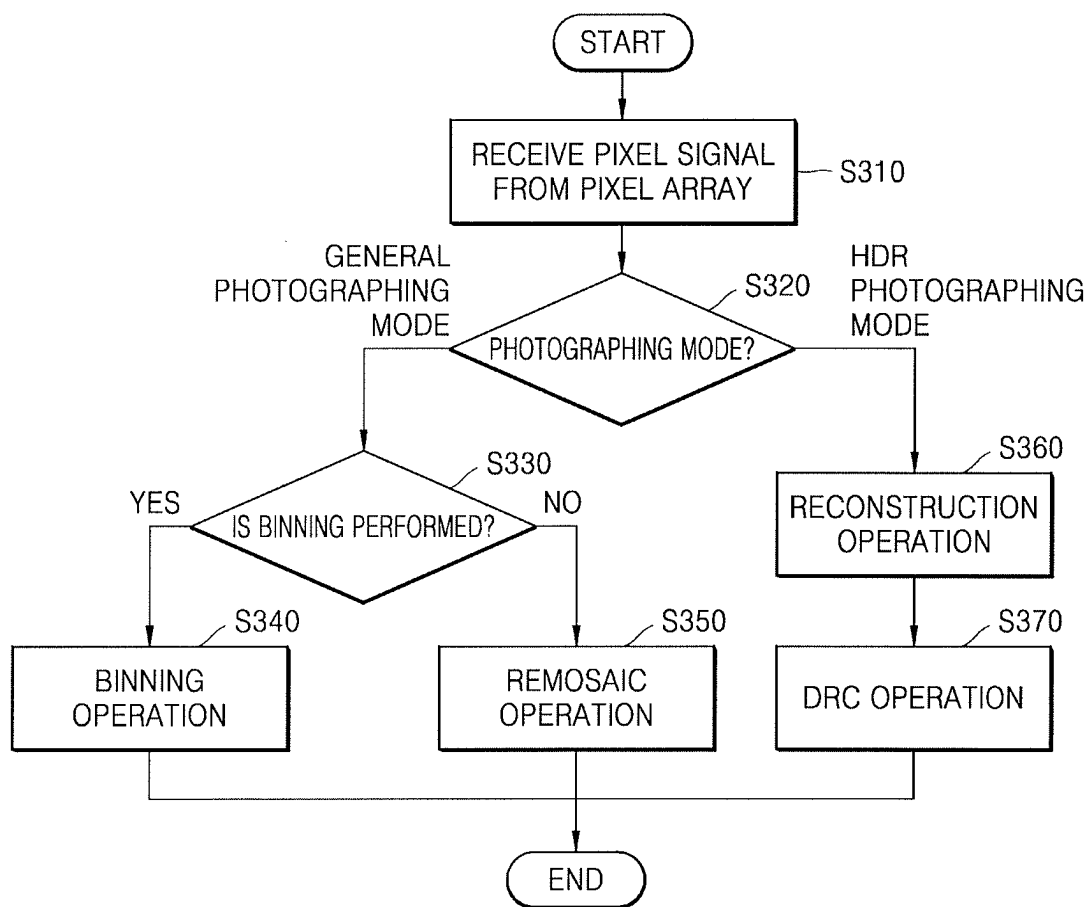 START
RECEIVE PIXEL SIGNAL
FROM PIXEL ARRAY
S310
GENERAL
PHOTOGRAPHING
MODE
S320
HDR
PHOTOGRAPHING
MODE
PHOTOGRAPHING MODE?
S330
YES
IS BINNING PERFORMED?
NO
S360
RECONSTRUCTION
OPERATION
S340
BINNING
OPERATION
S350
REMOSAIC
OPERATION
S370
DRC OPERATION
END